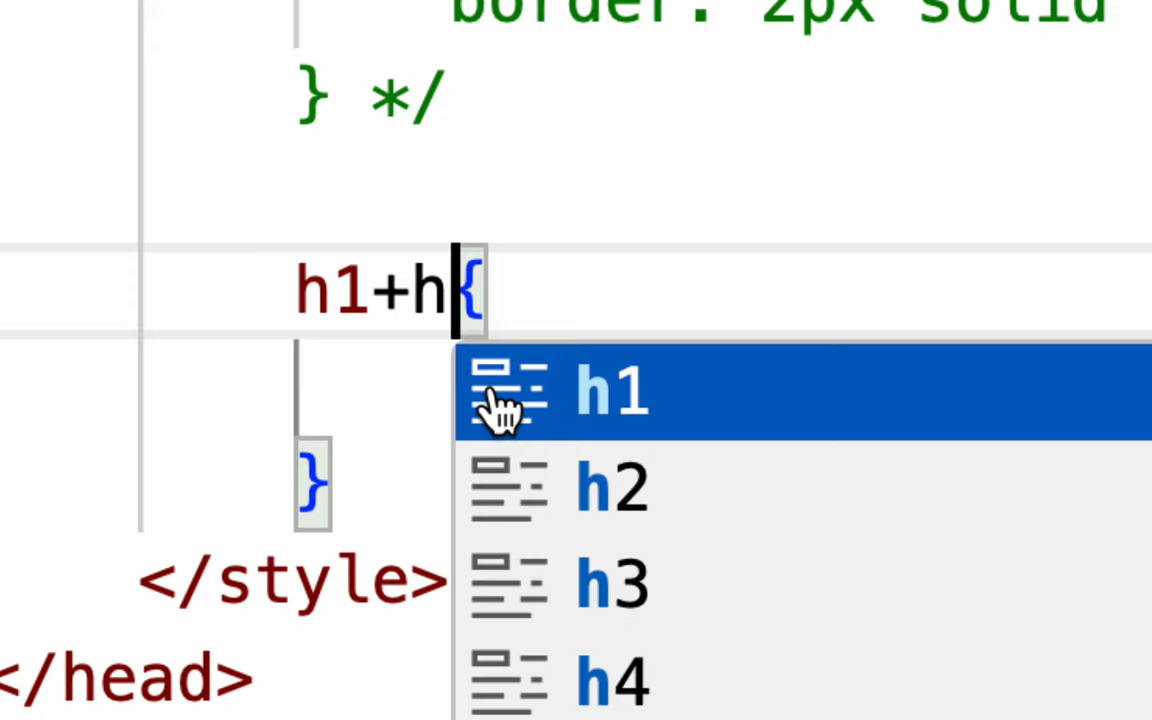 border: 2px solid
} */
h1+h{
h1
h2
}
h3
</style>
h4
</head>